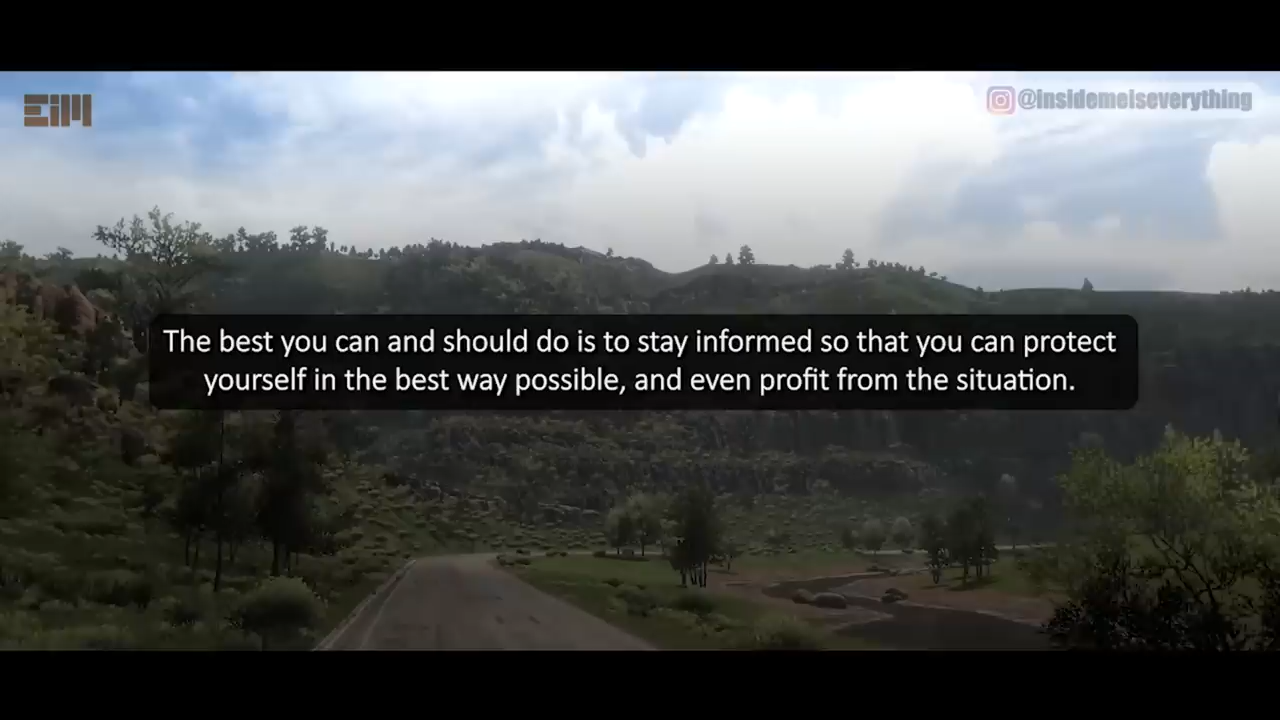 EiM
@insidemeiseverything
The best you can and should do is to stay informed so that you can protect
yourself in the best way possible, and even profit from the situation.